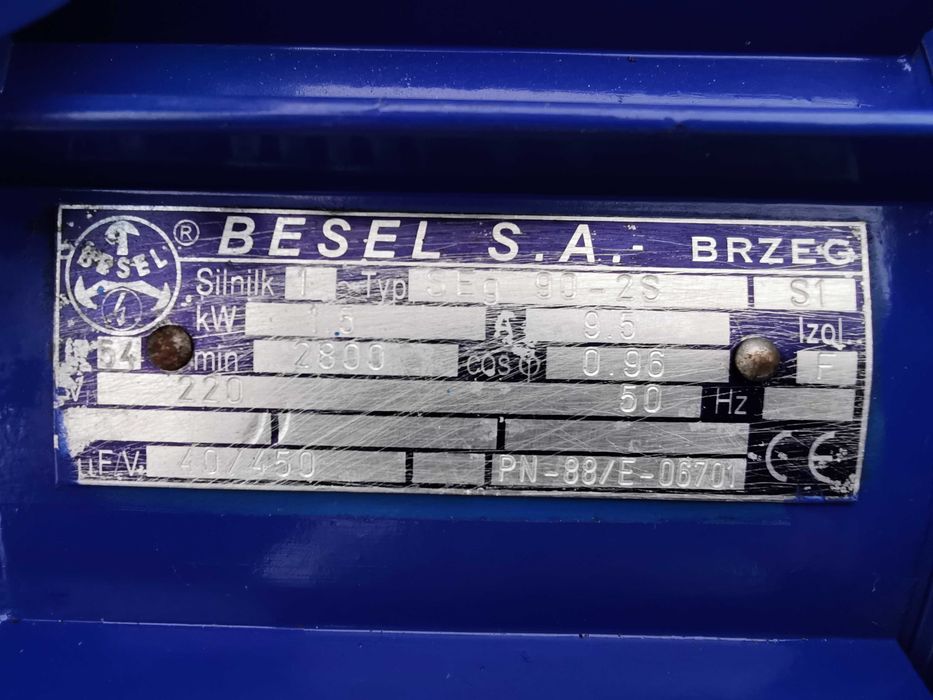 BESEL ® BESEL S.A. - BRZEG
Silnik 1 ~ Typ SEg 90-2S S1
kW 1.5 A 9.5 Izol.
54 min 2800 cos φ 0.96 F
V 220 50 Hz
µF/V 40/450 PN-88/E-06701 CE